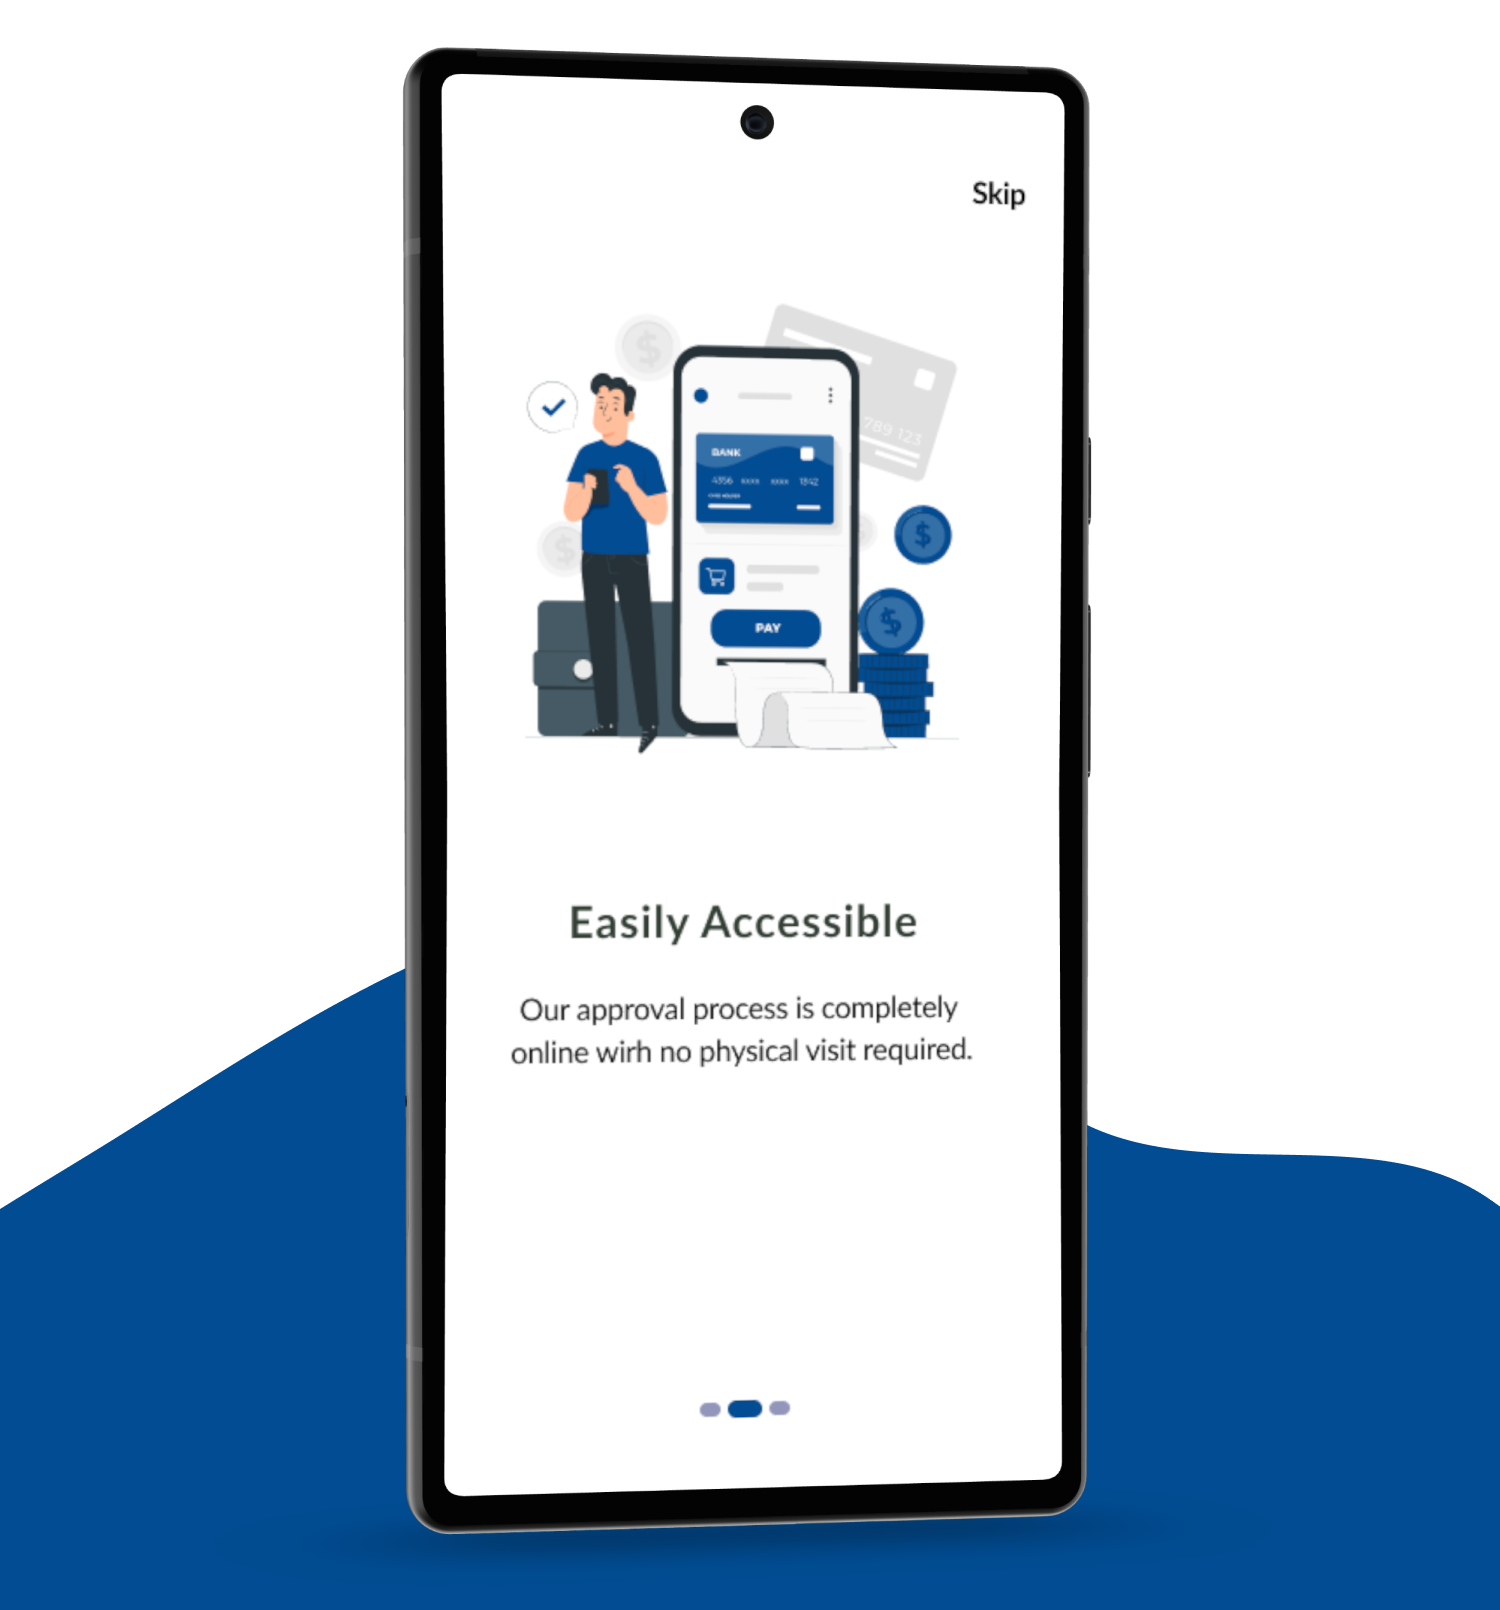 Skip
789 123
BANK
4356 XXXX XXXX 1342
PAY
Easily Accessible
Our approval process is completely
online wirh no physical visit required.